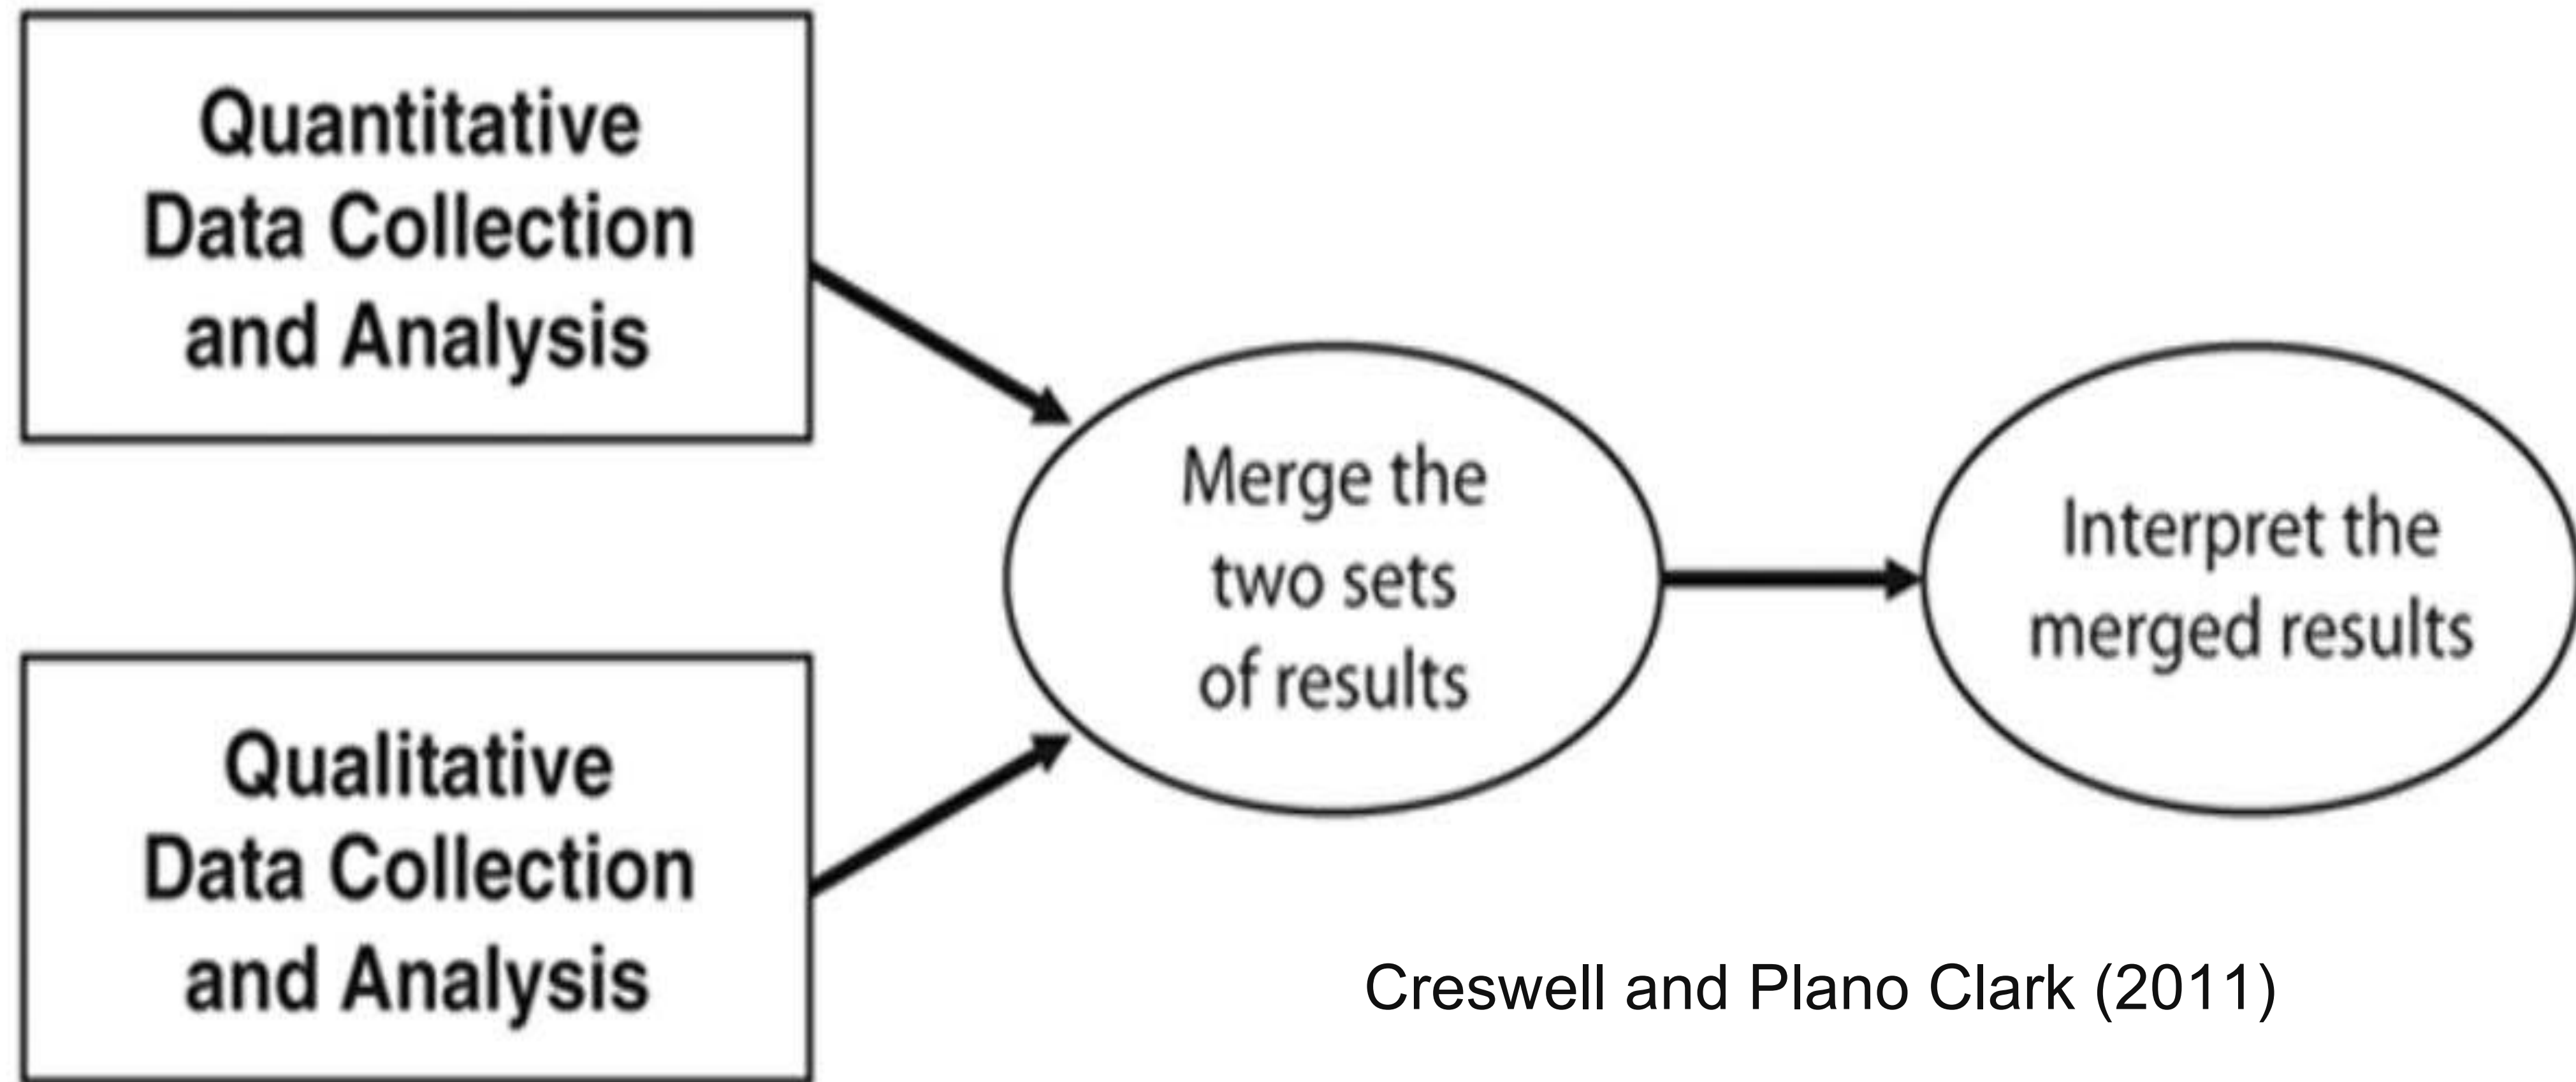 Quantitative
Data Collection
and Analysis
Merge the
two sets
of results
Interpret the
merged results
Qualitative
Data Collection
and Analysis
Creswell and Plano Clark (2011)